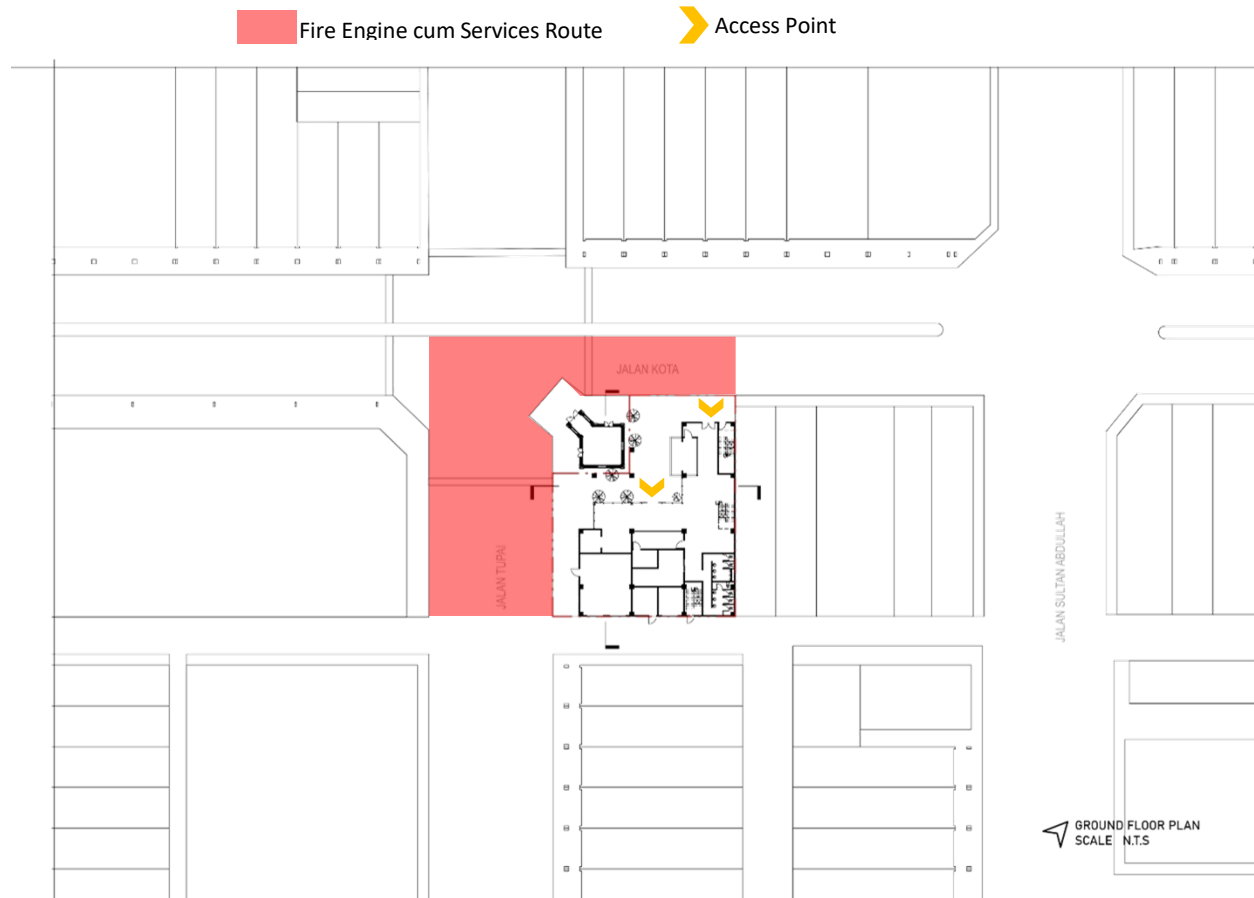 Fire Engine cum Services Route
Access Point
JALAN KOTA
JALAN TUPAI
JALAN SULTAN ABDULLAH
GROUND FLOOR PLAN
SCALE N.T.S